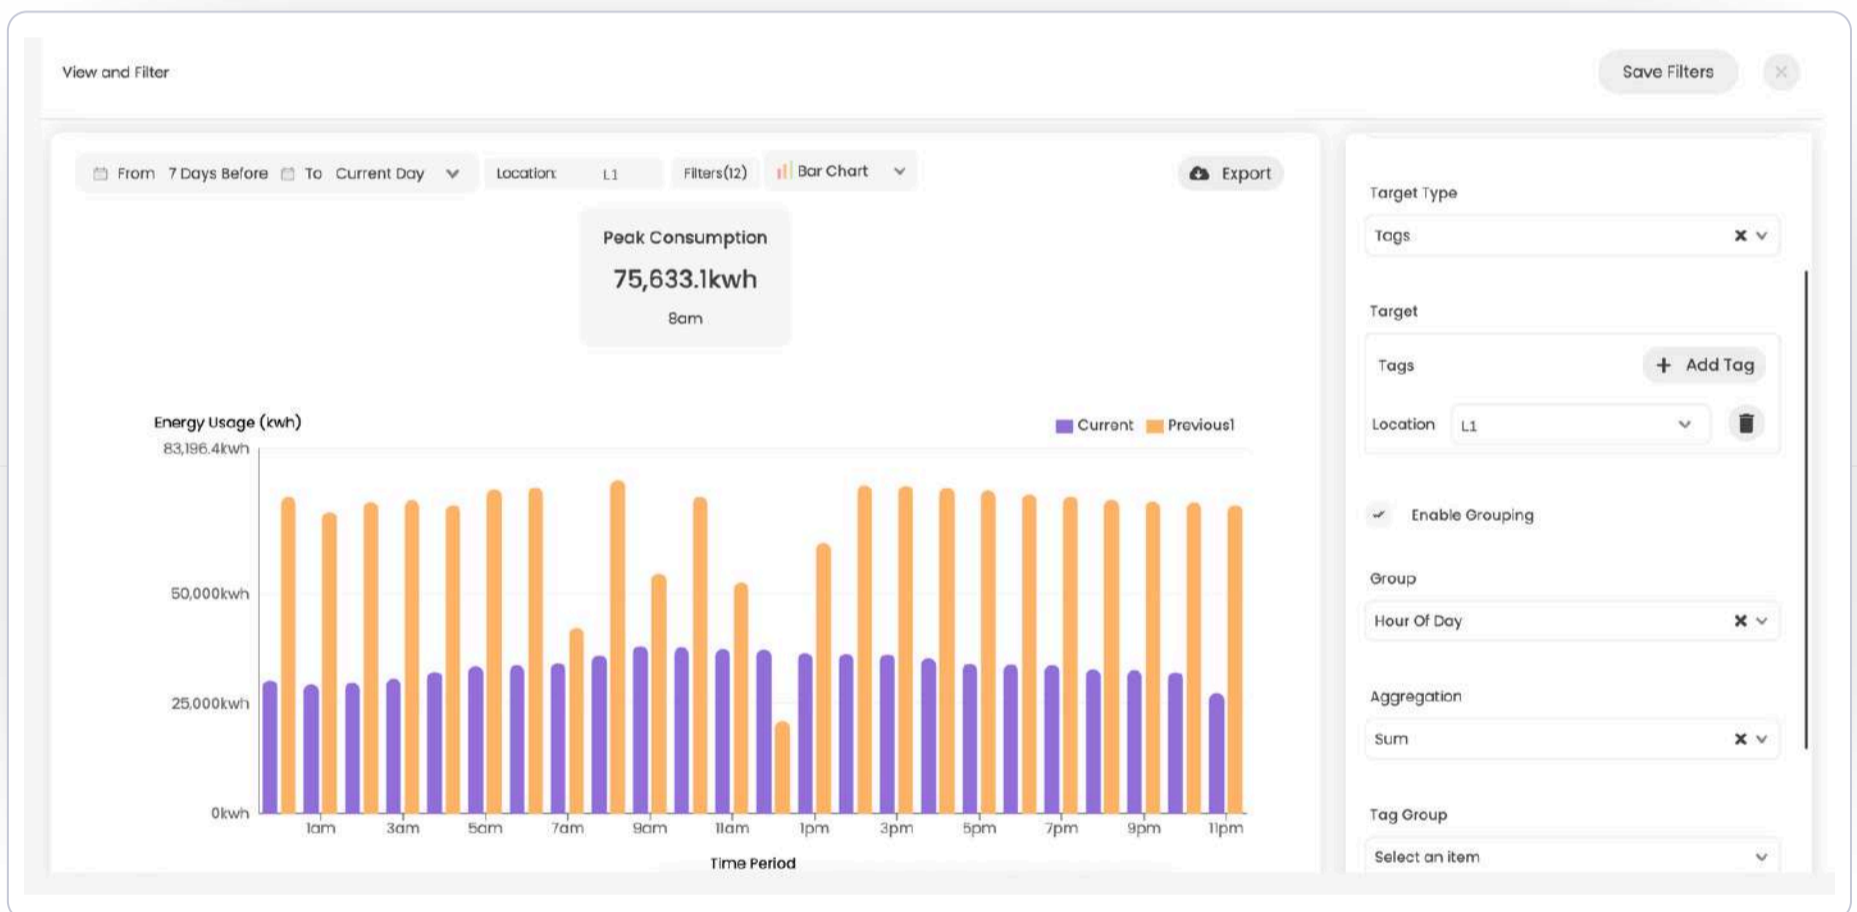 View and Filter
Save Filters
From 7 Days Before To Current Day
Location: L1
Filters(12)
Bar Chart
Export
Peak Consumption
75,633.1kwh
8am
Energy Usage (kwh)
Current Previous1
83,196.4kwh
50,000kwh
25,000kwh
0kwh
1am 3am 5am 7am 9am 11am 1pm 3pm 5pm 7pm 9pm 11pm
Time Period
Target Type
Tags
Target
Tags
+ Add Tag
Location L1
Enable Grouping
Group
Hour Of Day
Aggregation
Sum
Tag Group
Select an item